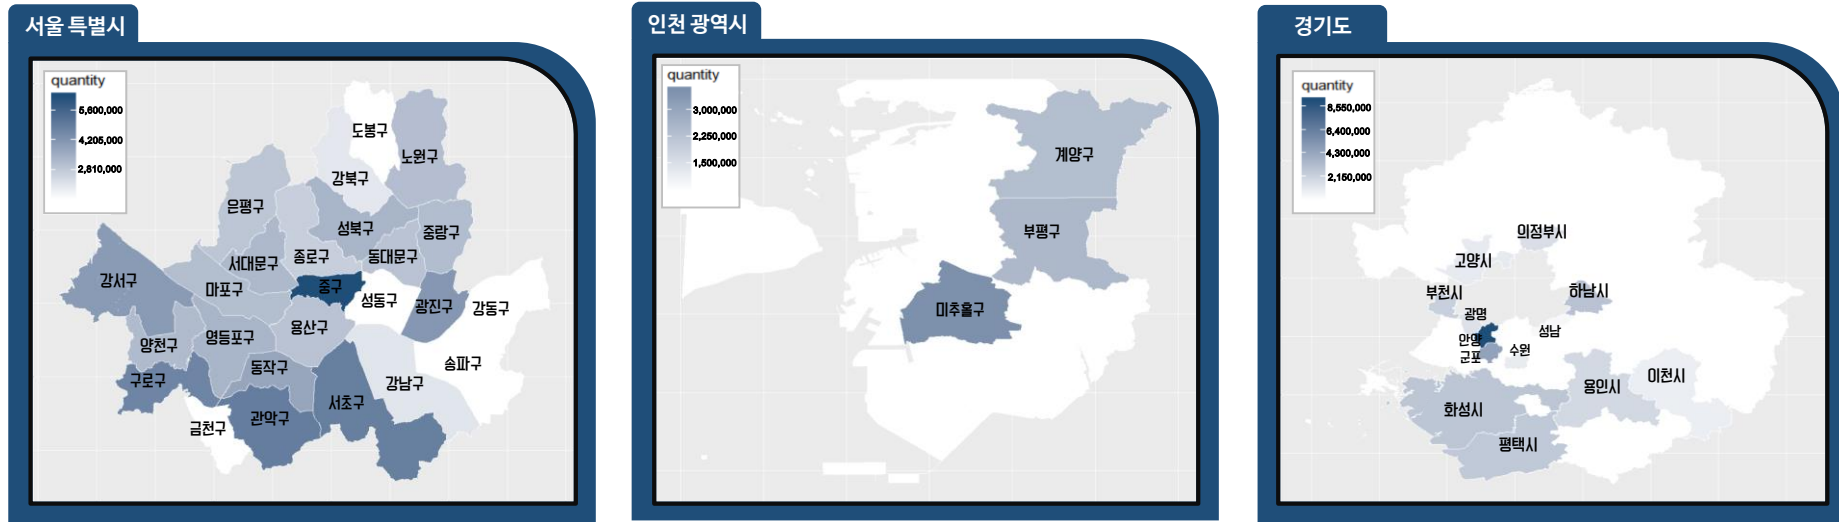 서울 특별시
quantity
5,600,000
4,205,000
2,810,000
도봉구
노원구
강북구
은평구
성북구
중랑구
서대문구
종로구
동대문구
강서구
마포구
중구
성동구
광진구
강동구
양천구
영등포구
용산구
구로구
동작구
강남구
송파구
서초구
금천구
관악구
인천 광역시
quantity
3,000,000
2,250,000
1,500,000
계양구
부평구
미추홀구
경기도
quantity
8,550,000
6,400,000
4,300,000
2,150,000
의정부시
고양시
부천시
하남시
광명
안양
성남
군포
수원
용인시
이천시
화성시
평택시